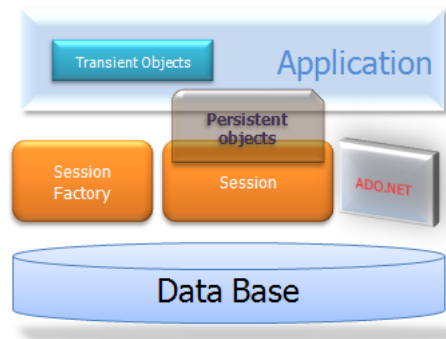 Transient Objects
Application
Persistent
objects
Session
Factory
Session
ADO.NET
Data Base